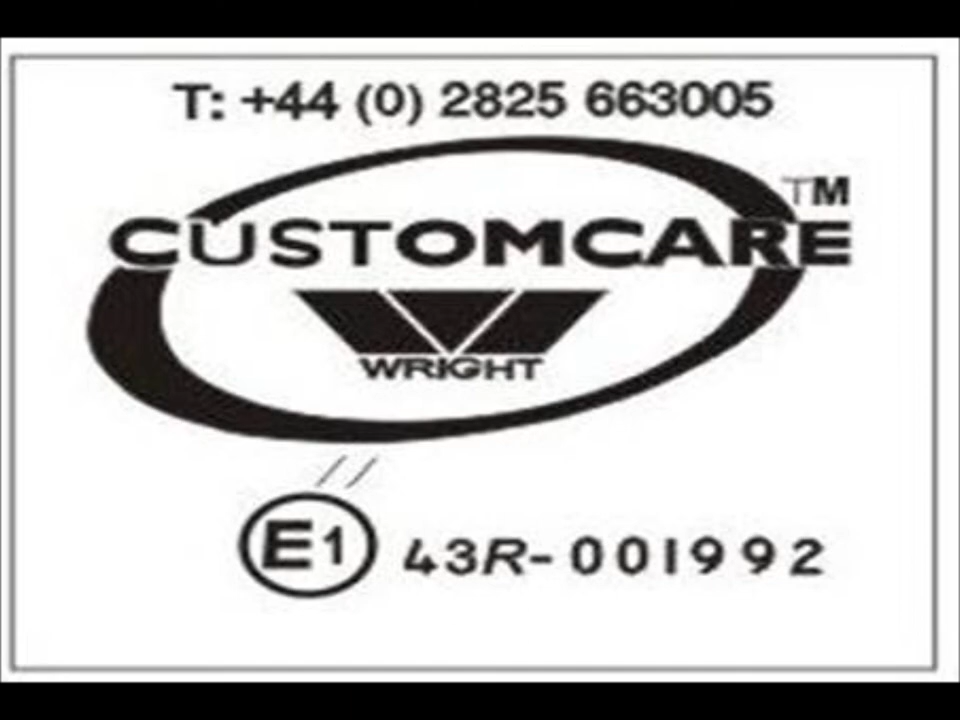 T: +44 (0) 2825 663005
CUSTOMCARE™
WRIGHT
//
E1 43R-001992